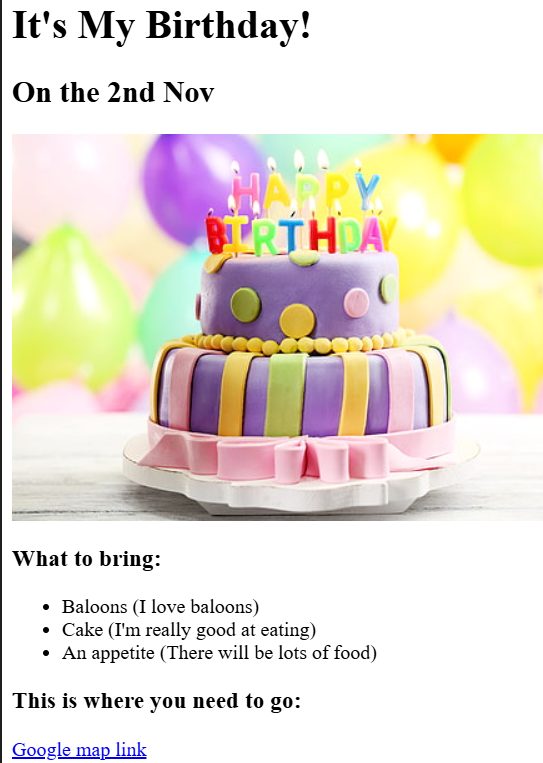 It's My Birthday!
On the 2nd Nov
HAPPY
BIRTHDAY
What to bring:
Baloons (I love baloons)
Cake (I'm really good at eating)
An appetite (There will be lots of food)
This is where you need to go:
Google map link